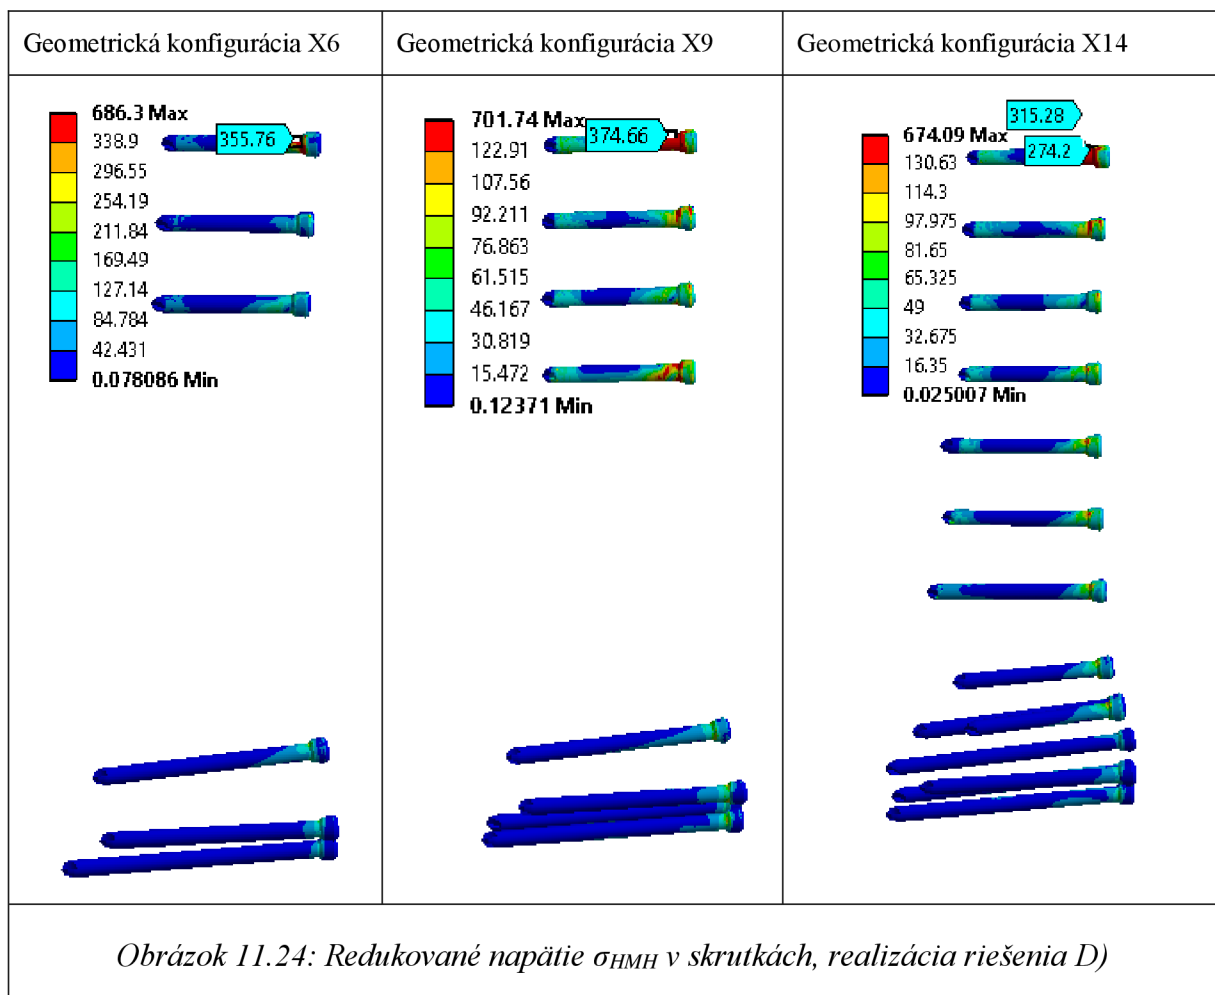 Geometrická konfigurácia X6
Geometrická konfigurácia X9
Geometrická konfigurácia X14
686.3 Max
338.9
296.55
254.19
211.84
169.49
127.14
84.784
42.431
0.078086 Min
355.76
701.74 Max
122.91
107.56
92.211
76.863
61.515
46.167
30.819
15.472
0.12371 Min
374.66
674.09 Max
130.63
114.3
97.975
81.65
65.325
49
32.675
16.35
0.025007 Min
315.28
274.2
Obrázok 11.24: Redukované napätie σHMH v skrutkách, realizácia riešenia D)